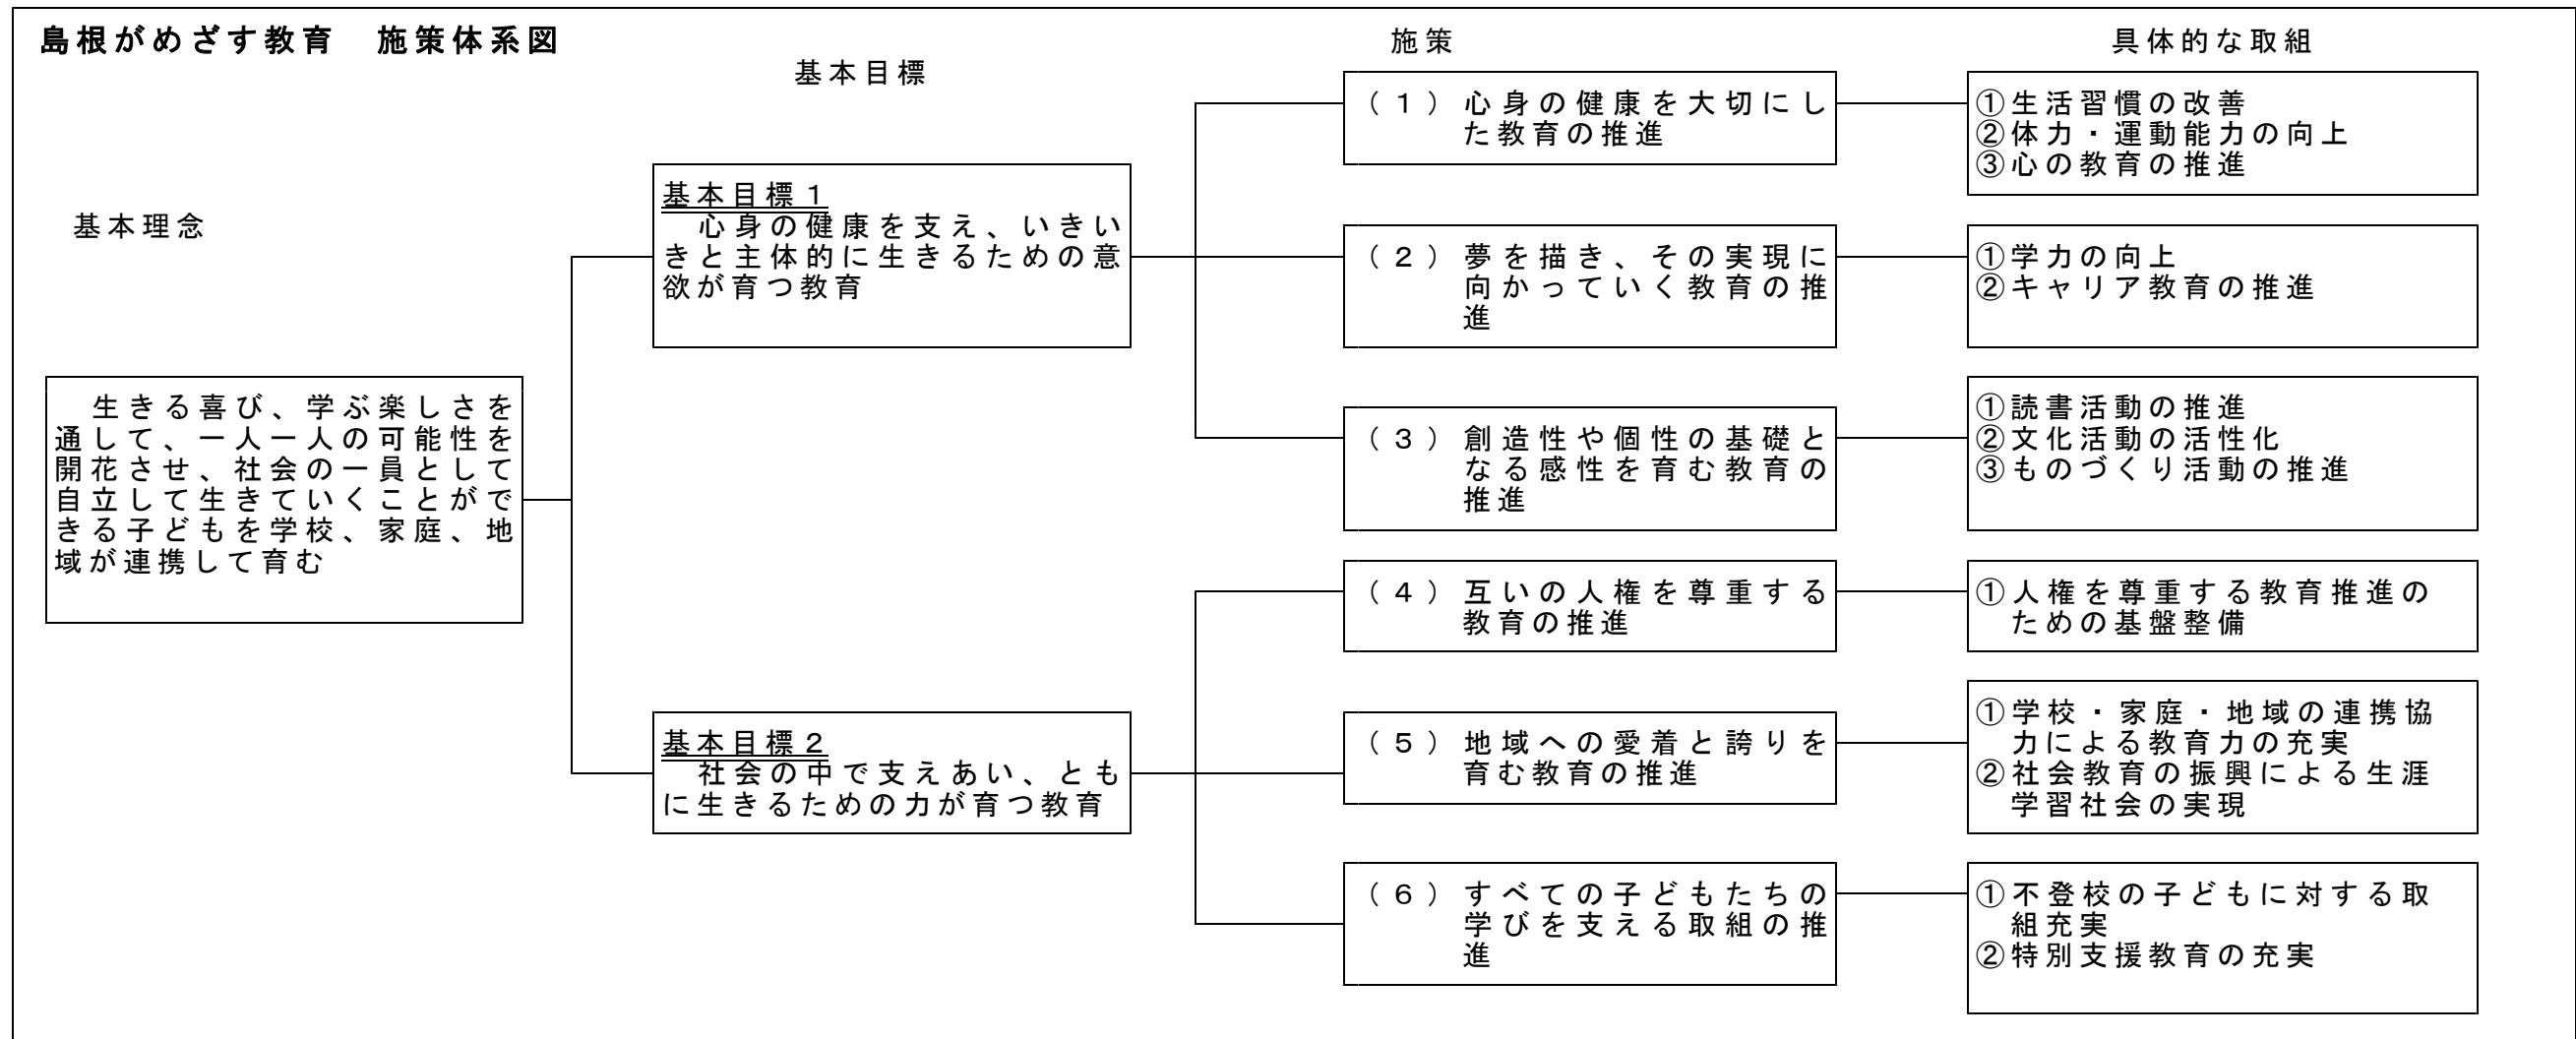 島根がめざす教育　施策体系図
基本理念
生きる喜び、学ぶ楽しさを
通して、一人一人の可能性を
開花させ、社会の一員として
自立して生きていくことがで
きる子どもを学校、家庭、地
域が連携して育む
基本目標
基本目標１
心身の健康を支え、いきい
きと主体的に生きるための意
欲が育つ教育
基本目標２
社会の中で支えあい、とも
に生きるための力が育つ教育
施策
（１）心身の健康を大切にし
た教育の推進
（２）夢を描き、その実現に
向かっていく教育の推
進
（３）創造性や個性の基礎と
なる感性を育む教育の
推進
（４）互いの人権を尊重する
教育の推進
（５）地域への愛着と誇りを
育む教育の推進
（６）すべての子どもたちの
学びを支える取組の推
進
具体的な取組
①生活習慣の改善
②体力・運動能力の向上
③心の教育の推進
①学力の向上
②キャリア教育の推進
①読書活動の推進
②文化活動の活性化
③ものづくり活動の推進
①人権を尊重する教育推進の
ための基盤整備
①学校・家庭・地域の連携協
力による教育力の充実
②社会教育の振興による生涯
学習社会の実現
①不登校の子どもに対する取
組充実
②特別支援教育の充実